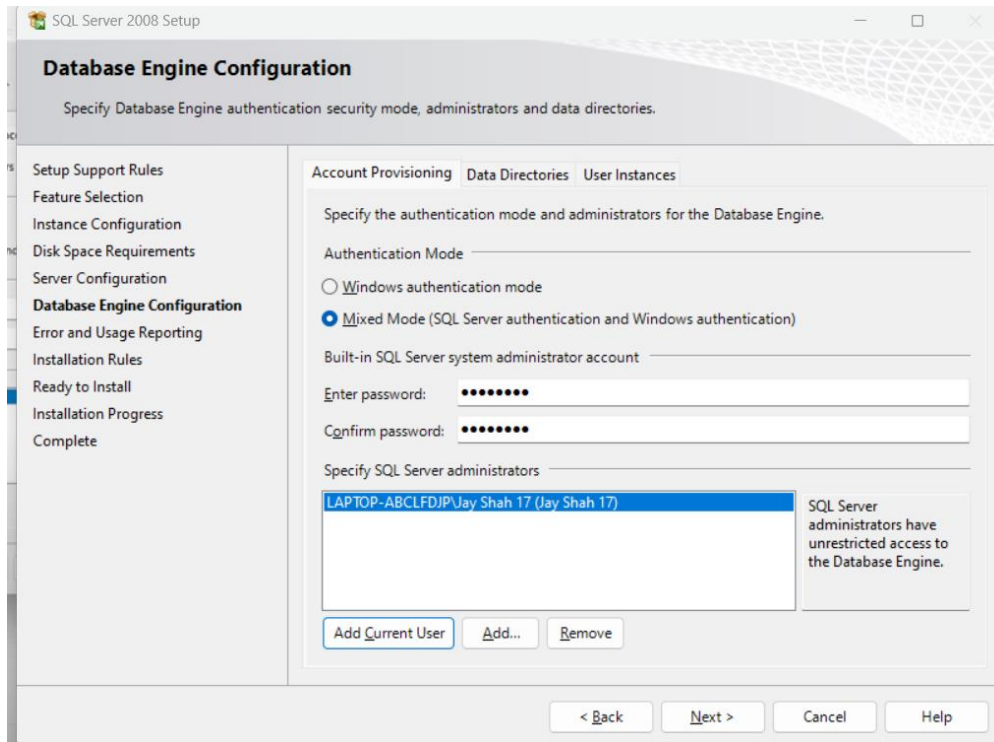 SQL Server 2008 Setup
Database Engine Configuration
Specify Database Engine authentication security mode, administrators and data directories.
Setup Support Rules
Feature Selection
Instance Configuration
Disk Space Requirements
Server Configuration
Database Engine Configuration
Error and Usage Reporting
Installation Rules
Ready to Install
Installation Progress
Complete
Account Provisioning Data Directories User Instances
Specify the authentication mode and administrators for the Database Engine.
Authentication Mode
Windows authentication mode
Mixed Mode (SQL Server authentication and Windows authentication)
Built-in SQL Server system administrator account
Enter password: ●●●●●●●●
Confirm password: ●●●●●●●●
Specify SQL Server administrators
LAPTOP-ABCLFDJP\Jay Shah 17 (Jay Shah 17)
SQL Server
administrators have
unrestricted access to
the Database Engine.
Add Current User Add... Remove
< Back Next > Cancel Help